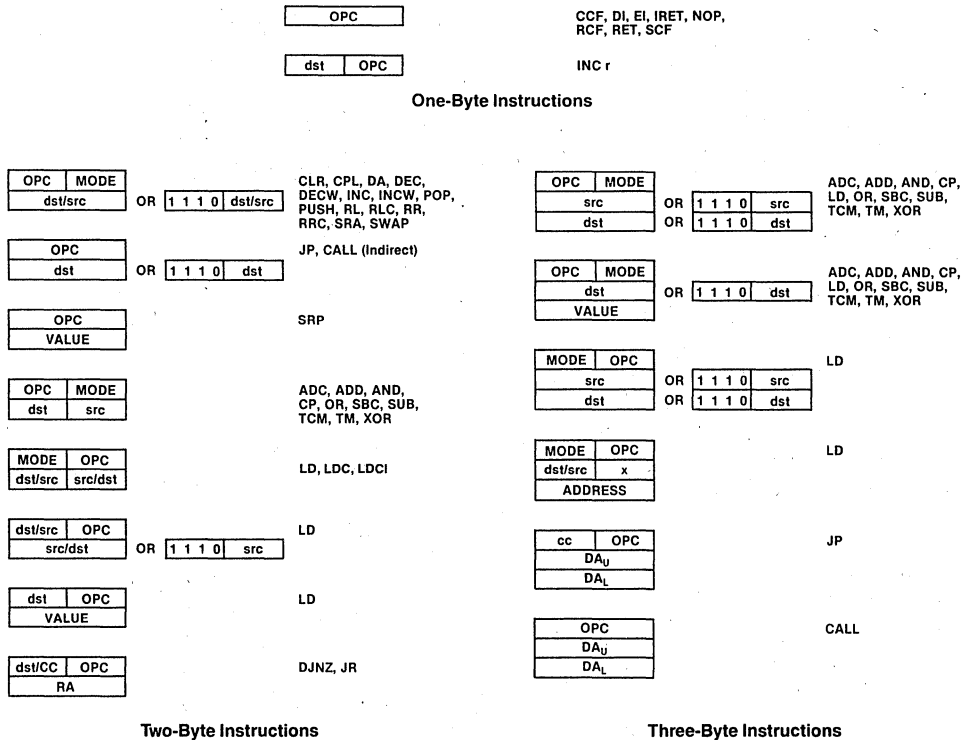 OPC
CCF, DI, EI, IRET, NOP,
RCF, RET, SCF
dst OPC
INC r
One-Byte Instructions
OPC MODE
dst/src OR 1 1 1 0 dst/src
CLR, CPL, DA, DEC,
DECW, INC, INCW, POP,
PUSH, RL, RLC, RR,
RRC, SRA, SWAP
OPC
dst OR 1 1 1 0 dst
JP, CALL (Indirect)
OPC
VALUE
SRP
OPC MODE
dst src
ADC, ADD, AND,
CP, OR, SBC, SUB,
TCM, TM, XOR
MODE OPC
dst/src src/dst
LD, LDC, LDCI
dst/src OPC
src/dst OR 1 1 1 0 src
LD
dst OPC
VALUE
LD
dst/CC OPC
RA
DJNZ, JR
Two-Byte Instructions
OPC MODE
src OR 1 1 1 0 src
dst OR 1 1 1 0 dst
ADC, ADD, AND, CP,
LD, OR, SBC, SUB,
TCM, TM, XOR
OPC MODE
dst OR 1 1 1 0 dst
VALUE
ADC, ADD, AND, CP,
LD, OR, SBC, SUB,
TCM, TM, XOR
MODE OPC
src OR 1 1 1 0 src
dst OR 1 1 1 0 dst
LD
MODE OPC
dst/src x
ADDRESS
LD
cc OPC
DAU
DAL
JP
OPC
DAU
DAL
CALL
Three-Byte Instructions